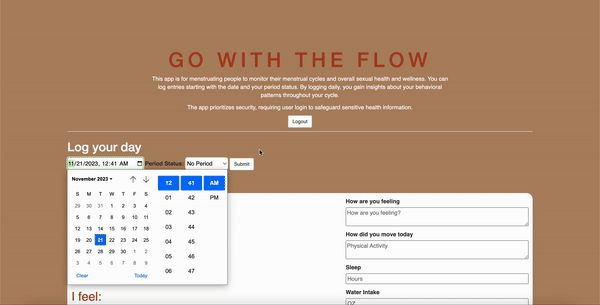 GO WITH THE FLOW
This app is for menstruating people to monitor their menstrual cycles and overall sexual health and wellness. You can
log entries starting with the date and your period status. By logging daily, you gain insights about your behavioral
patterns throughout your cycle.
The app prioritizes security, requiring user login to safeguard sensitive health information.
Logout
Log your day
11/21/2023, 12:41 AM Period Status: No Period Submit
November 2023 12 41 AM
S M T W T F S 01 42 PM
29 30 31 1 2 3 4 02 43
5 6 7 8 9 10 11 03 44
12 13 14 15 16 17 18 04 45
19 20 21 22 23 24 25 05 46
26 27 28 29 30 1 2 06 47
3 4 5 6 7 8 9
Clear Today
How are you feeling
How are you feeling?
How did you move today
Physical Activity
Sleep
Hours
Water Intake
OZ
I feel: